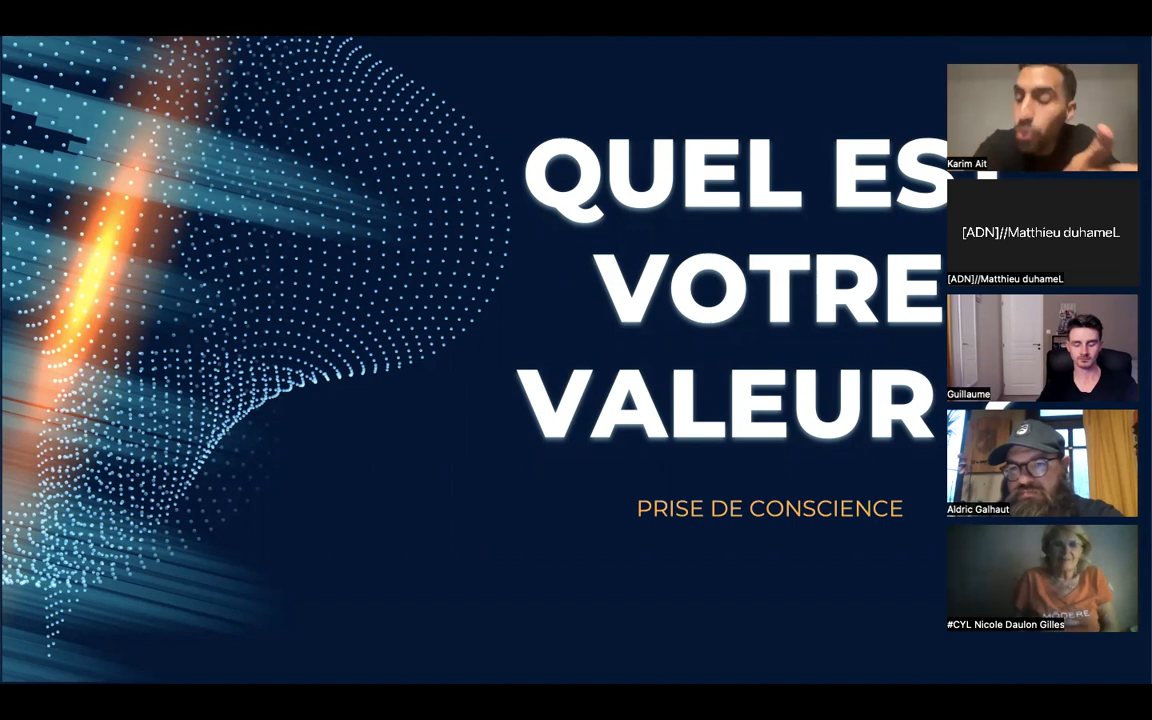 QUEL ES
VOTRE
VALEUR
PRISE DE CONSCIENCE
Karim Ait
[ADN]//Matthieu duhameL
[ADN]//Matthieu duhameL
Guillaume
Aldric Galhaut
MODERE
#CYL Nicole Daulon Gilles